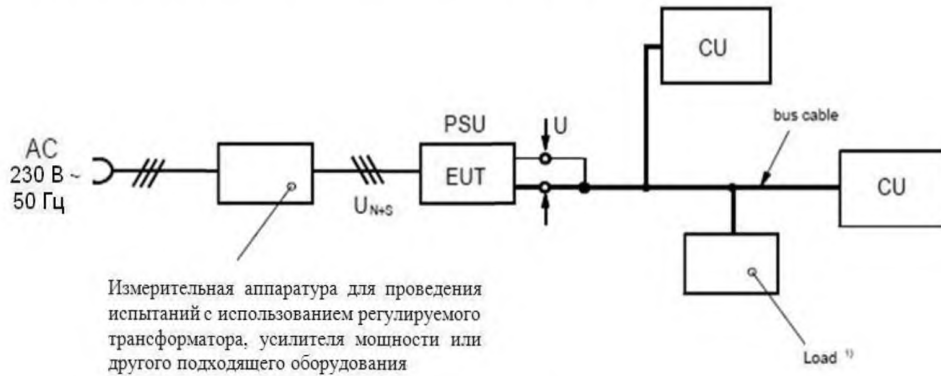 CU
PSU
U
bus cable
AC
230 В ~
50 Гц
EUT
CU
U_N+S
Измерительная аппаратура для проведения
испытаний с использованием регулируемого
трансформатора, усилителя мощности или
другого подходящего оборудования
Load ¹⁾